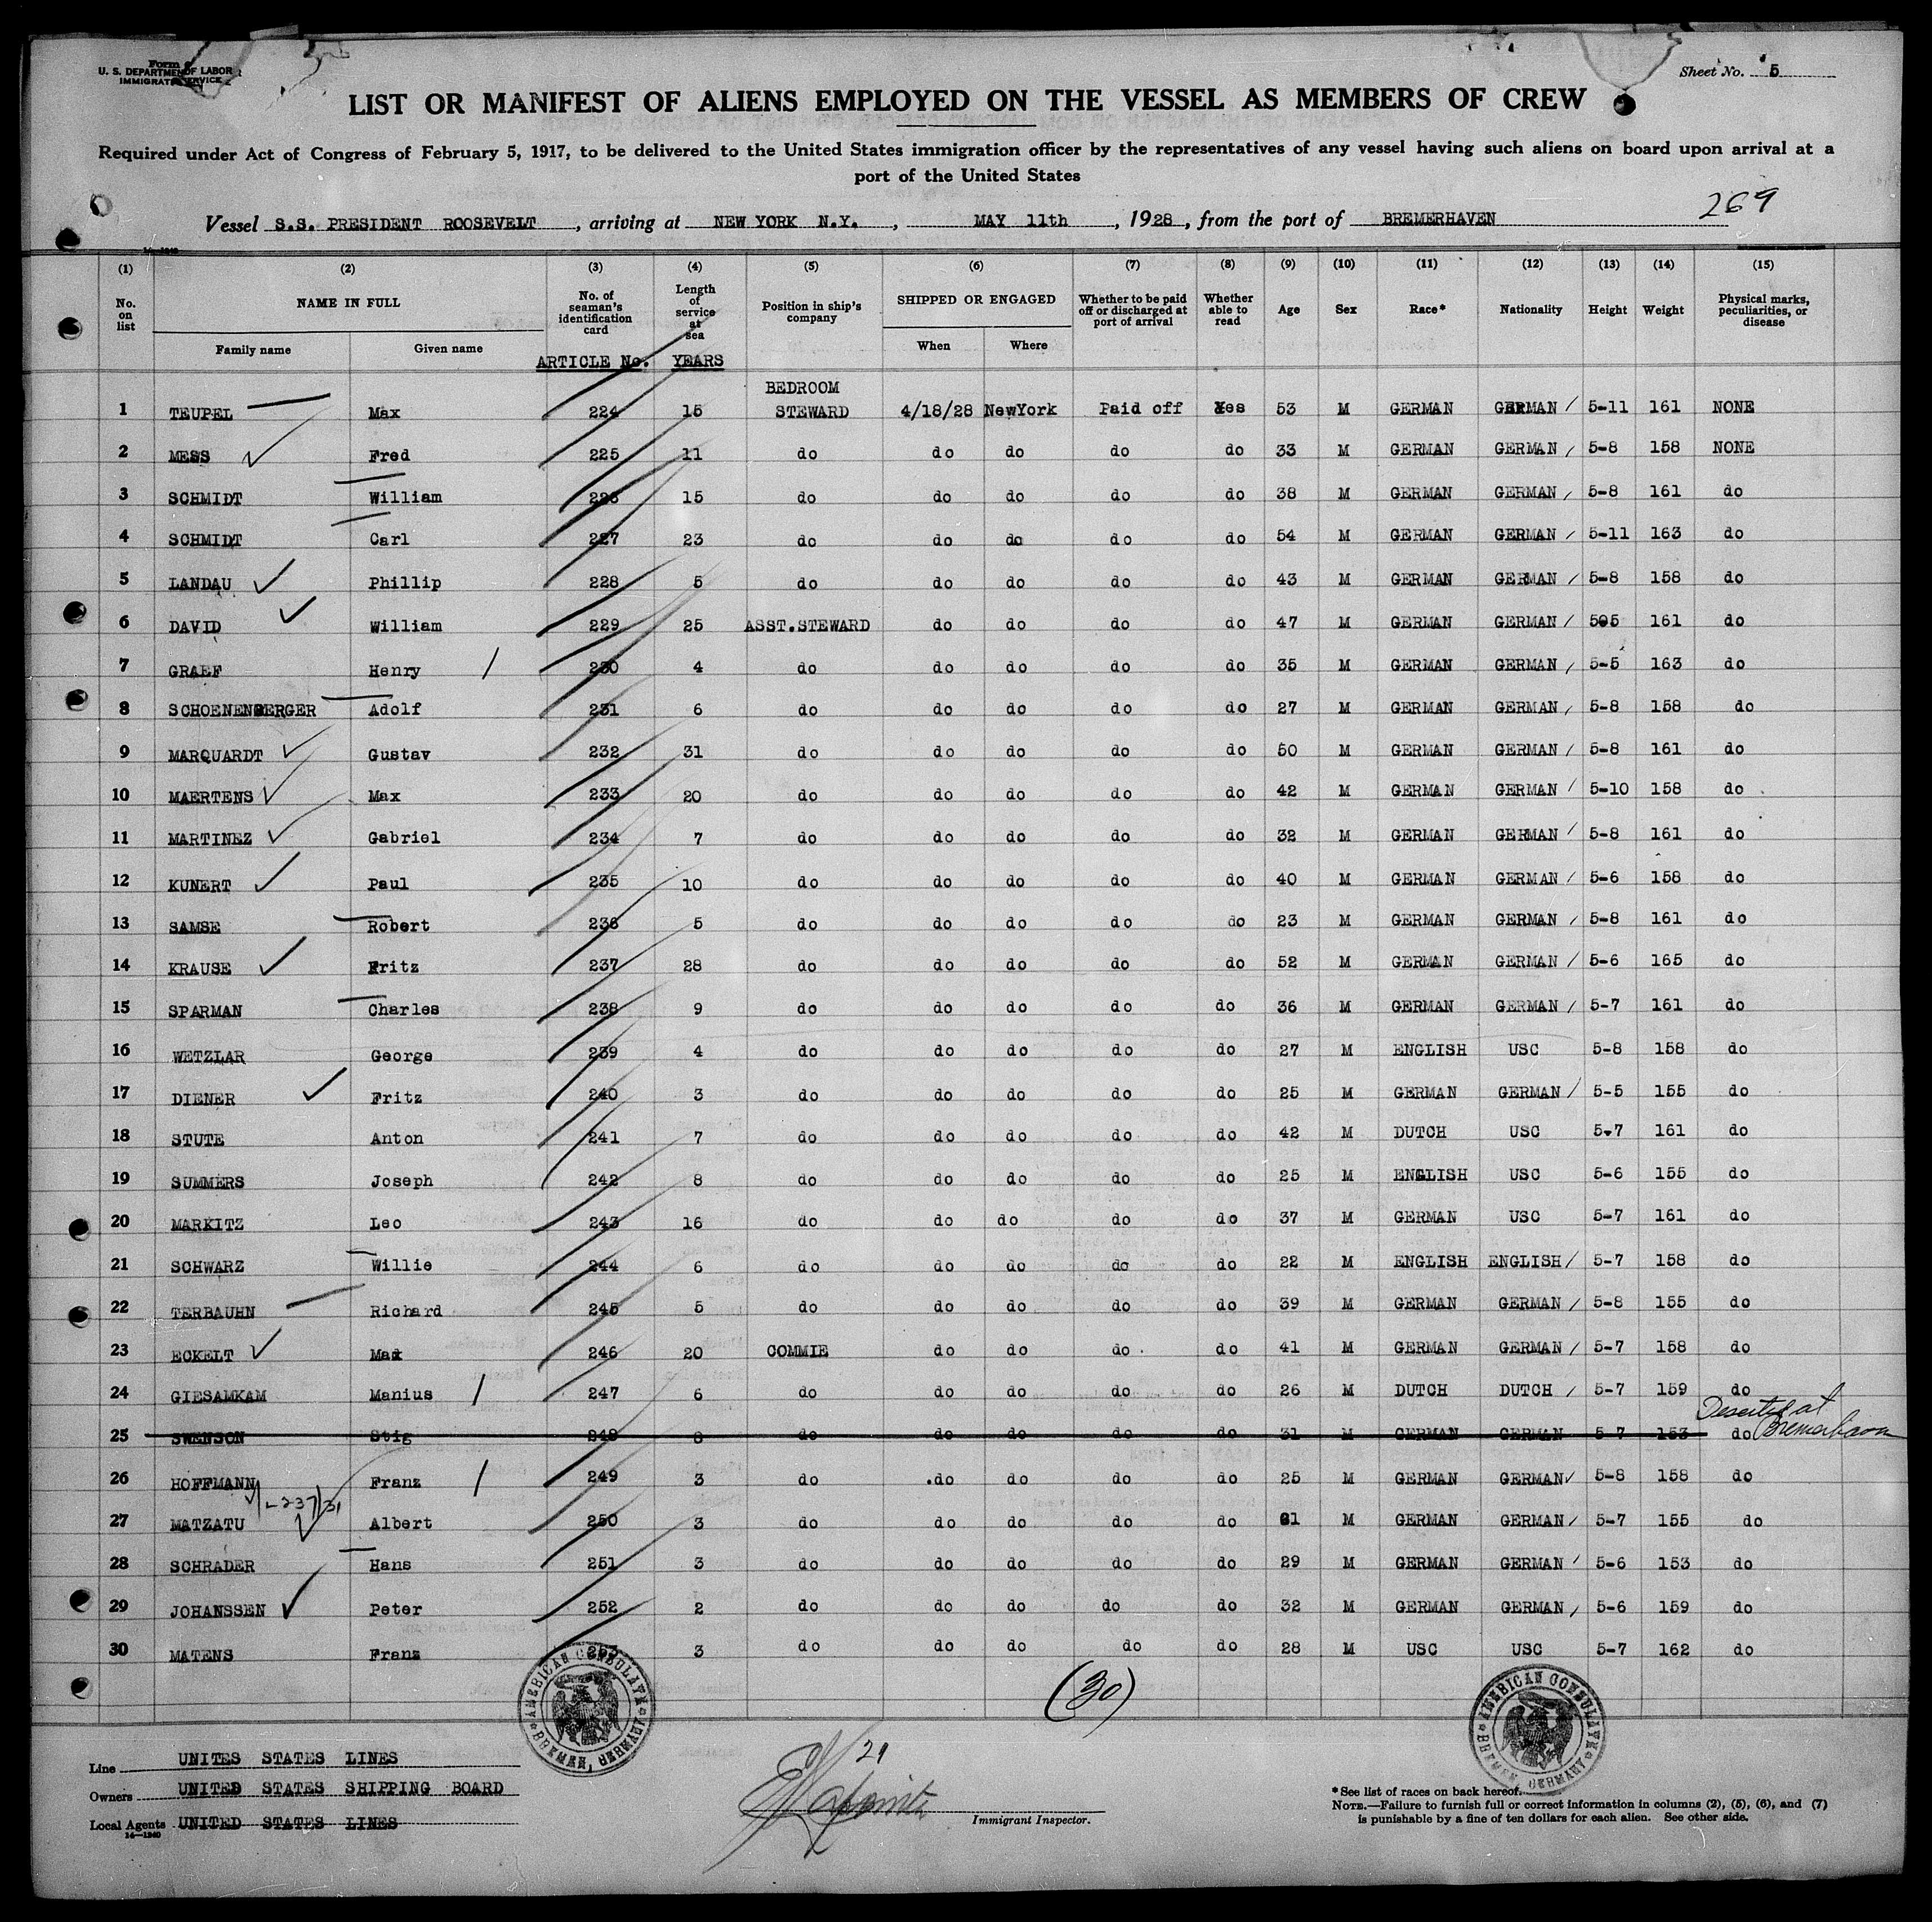 Form
U. S. DEPARTMENT OF LABOR
IMMIGRATION SERVICE
Sheet No. 5
LIST OR MANIFEST OF ALIENS EMPLOYED ON THE VESSEL AS MEMBERS OF CREW
Required under Act of Congress of February 5, 1917, to be delivered to the United States immigration officer by the representatives of any vessel having such aliens on board upon arrival at a
port of the United States
269
Vessel S.S. PRESIDENT ROOSEVELT, arriving at NEW YORK N.Y., MAY 11th, 1928, from the port of BREMERHAVEN
(1) (2) (3) (4) (5) (6) (7) (8) (9) (10) (11) (12) (13) (14) (15)
No. on list NAME IN FULL Family name Given name No. of seaman's identification card Length of service at sea Position in ship's company SHIPPED OR ENGAGED When Where Whether to be paid off or discharged at port of arrival Whether able to read Age Sex Race* Nationality Height Weight Physical marks, peculiarities, or disease
ARTICLE No. YEARS
BEDROOM
1 TEUPEL Max 224 15 STEWARD 4/18/28 NewYork Paid off Yes 53 M GERMAN GERMAN 5-11 161 NONE
2 MESS Fred 225 11 do do do do do 33 M GERMAN GERMAN 5-8 158 NONE
3 SCHMIDT William 226 15 do do do do do 38 M GERMAN GERMAN 5-8 161 do
4 SCHMIDT Carl 227 23 do do do do do 54 M GERMAN GERMAN 5-11 163 do
5 LANDAU Phillip 228 5 do do do do do 43 M GERMAN GERMAN 5-8 158 do
6 DAVID William 229 25 ASST.STEWARD do do do do 47 M GERMAN GERMAN 505 161 do
7 GRAEF Henry 230 4 do do do do do 35 M GERMAN GERMAN 5-5 163 do
8 SCHOENENBERGER Adolf 231 6 do do do do do 27 M GERMAN GERMAN 5-8 158 do
9 MARQUARDT Gustav 232 31 do do do do do 50 M GERMAN GERMAN 5-8 161 do
10 MAERTENS Max 233 20 do do do do do 42 M GERMAN GERMAN 5-10 158 do
11 MARTINEZ Gabriel 234 7 do do do do do 32 M GERMAN GERMAN 5-8 161 do
12 KUNERT Paul 235 10 do do do do do 40 M GERMAN GERMAN 5-6 158 do
13 SAMSE Robert 236 5 do do do do do 23 M GERMAN GERMAN 5-8 161 do
14 KRAUSE Fritz 237 28 do do do do do 52 M GERMAN GERMAN 5-6 165 do
15 SPARMAN Charles 238 9 do do do do do 36 M GERMAN GERMAN 5-7 161 do
16 WETZLAR George 239 4 do do do do do 27 M ENGLISH USC 5-8 158 do
17 DIENER Fritz 240 3 do do do do do 25 M GERMAN GERMAN 5-5 155 do
18 STUTE Anton 241 7 do do do do do 42 M DUTCH USC 5-7 161 do
19 SUMMERS Joseph 242 8 do do do do do 25 M ENGLISH USC 5-6 155 do
20 MARKITZ Leo 243 16 do do do do do 37 M GERMAN USC 5-7 161 do
21 SCHWARZ Willie 244 6 do do do do do 22 M ENGLISH ENGLISH 5-7 158 do
22 TERBAUHN Richard 245 5 do do do do do 39 M GERMAN GERMAN 5-8 155 do
23 ECKELT Max 246 20 COMMIE do do do do 41 M GERMAN GERMAN 5-7 158 do
24 GIESAMKAM Manius 247 6 do do do do do 26 M DUTCH DUTCH 5-7 159 do
Deserted at
25 SWENSON Stig 248 8 do do do do do 31 M GERMAN GERMAN 5-7 153 do Bremerhaven
26 HOFFMANN Franz 249 3 do do do do do 25 M GERMAN GERMAN 5-8 158 do
27 MATZATU Albert 250 3 do do do do do M GERMAN GERMAN 5-7 155 do
28 SCHRADER Hans 251 3 do do do do do 29 M GERMAN GERMAN 5-6 153 do
29 JOHANSSEN Peter 252 2 do do do do do 32 M GERMAN GERMAN 5-6 159 do
30 MATENS Franz 253 3 do do do do do 28 M USC USC 5-7 162 do
(30)
AMERICAN CONSULATE BREMEN, GERMANY
AMERICAN CONSULATE BREMEN, GERMANY
Line UNITES STATES LINES
Owners UNITED STATES SHIPPING BOARD
Local Agents UNITED STATES LINES
14—1240
21
Immigrant Inspector.
*See list of races on back hereof.
NOTE.—Failure to furnish full or correct information in columns (2), (5), (6), and (7)
is punishable by a fine of ten dollars for each alien. See other side.